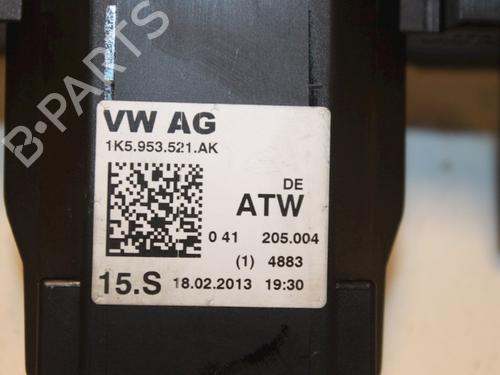 VW AG
1K5.953.521.AK
DE
ATW
0 41 205.004
(1) 4883
15.S 18.02.2013 19:30
B-Parts